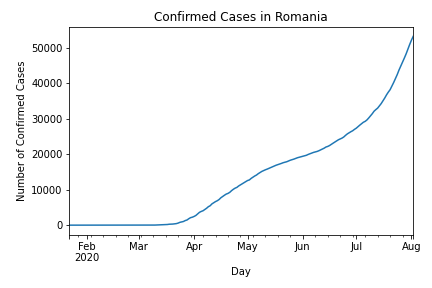 Confirmed Cases in Romania
50000
40000
30000
20000
10000
0
Number of Confirmed Cases
Feb Mar Apr May Jun Jul Aug
2020
Day